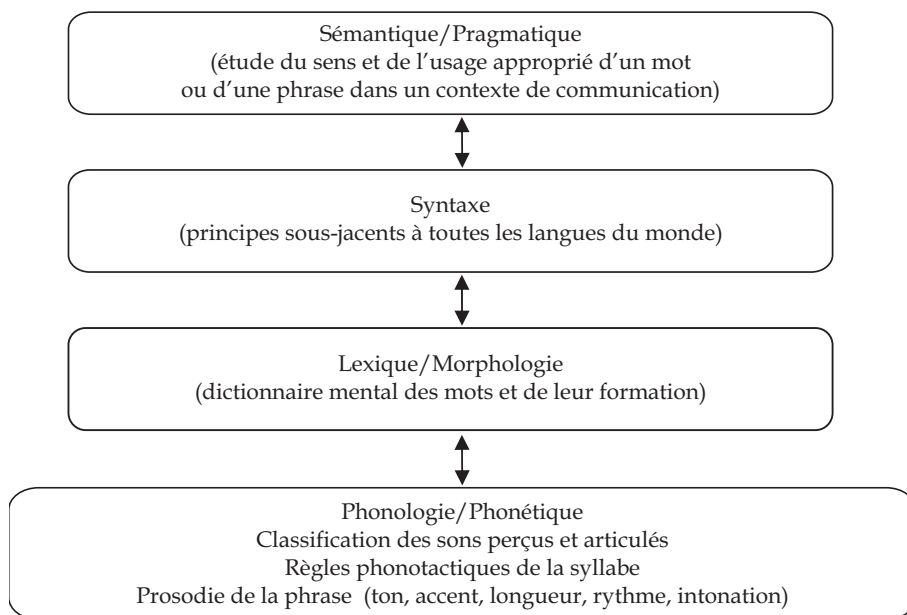 Sémantique/Pragmatique
(étude du sens et de l’usage approprié d’un mot
ou d’une phrase dans un contexte de communication)
Syntaxe
(principes sous-jacents à toutes les langues du monde)
Lexique/Morphologie
(dictionnaire mental des mots et de leur formation)
Phonologie/Phonétique
Classification des sons perçus et articulés
Règles phonotactiques de la syllabe
Prosodie de la phrase (ton, accent, longueur, rythme, intonation)